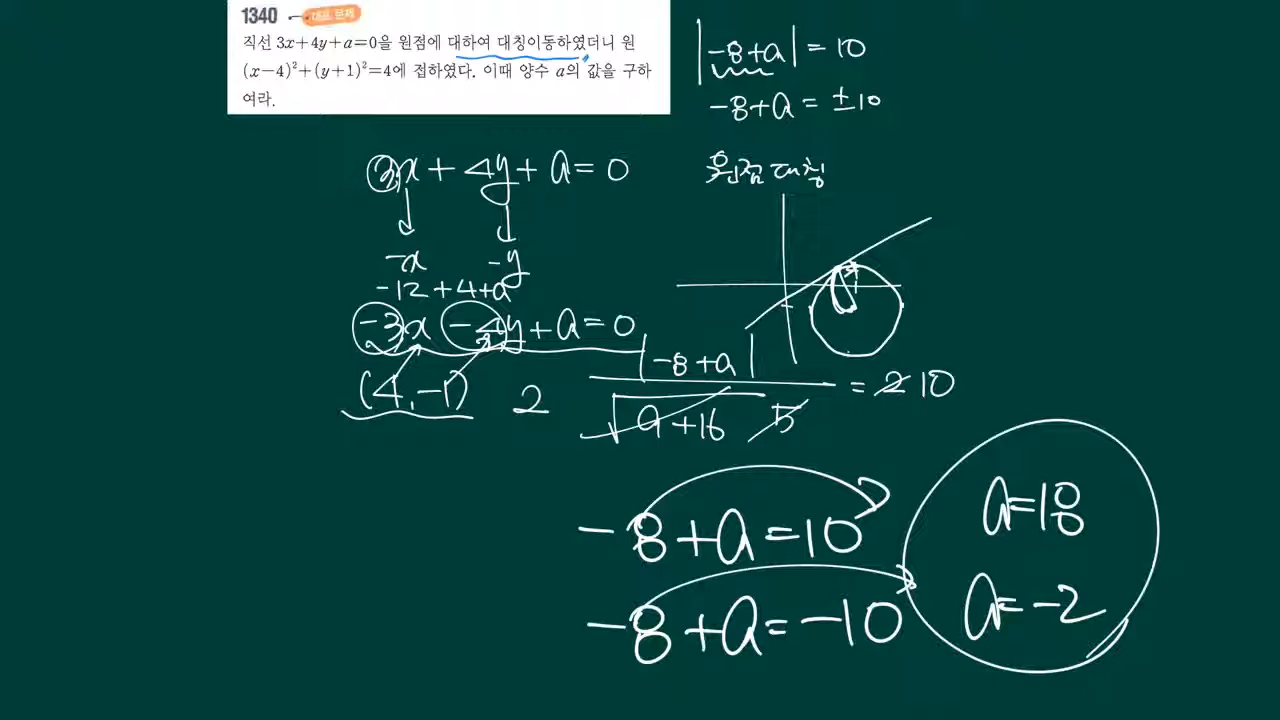 1340 대표 문제
직선 3x+4y+a=0을 원점에 대하여 대칭이동하였더니 원
(x-4)²+(y+1)²=4에 접하였다. 이때 양수 a의 값을 구하
여라.
|-8+a| = 10
-8+a = ±10
원점 대칭
3x + 4y + a = 0
-x -y
-12 + 4 + a
-3x -4y + a = 0
(4, -1) 2
|-8+a|
= 2 10
√9+16 5
-8+a=10
-8+a=-10
a=18
a=-2